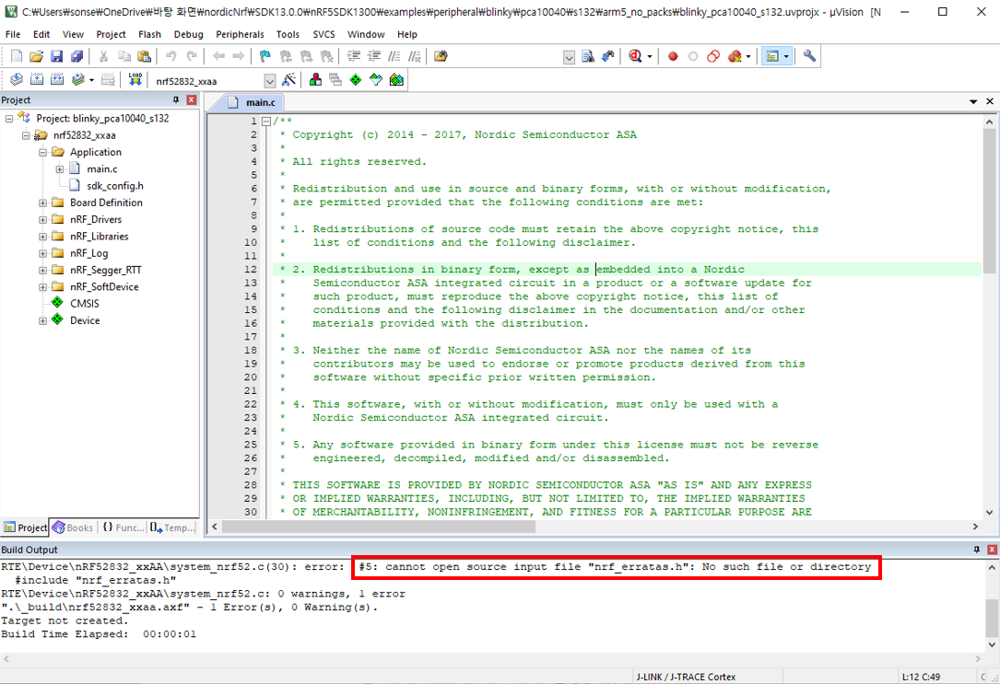 C:₩Users₩sonse₩OneDrive₩바탕 화면₩nordicNrf₩SDK13.0.0₩nRF5SDK1300₩examples₩peripheral₩blinky₩pca10040₩s132₩arm5_no_packs₩blinky_pca10040_s132.uvprojx - µVision [N
File Edit View Project Flash Debug Peripherals Tools SVCS Window Help
LOAD nrf52832_xxaa
Project main.c
Project: blinky_pca10040_s132
nrf52832_xxaa
Application
main.c
sdk_config.h
Board Definition
nRF_Drivers
nRF_Libraries
nRF_Log
nRF_Segger_RTT
nRF_SoftDevice
CMSIS
Device
1 /**
2 * Copyright (c) 2014 - 2017, Nordic Semiconductor ASA
3 *
4 * All rights reserved.
5 *
6 * Redistribution and use in source and binary forms, with or without modification,
7 * are permitted provided that the following conditions are met:
8 *
9 * 1. Redistributions of source code must retain the above copyright notice, this
10 * list of conditions and the following disclaimer.
11 *
12 * 2. Redistributions in binary form, except as embedded into a Nordic
13 * Semiconductor ASA integrated circuit in a product or a software update for
14 * such product, must reproduce the above copyright notice, this list of
15 * conditions and the following disclaimer in the documentation and/or other
16 * materials provided with the distribution.
17 *
18 * 3. Neither the name of Nordic Semiconductor ASA nor the names of its
19 * contributors may be used to endorse or promote products derived from this
20 * software without specific prior written permission.
21 *
22 * 4. This software, with or without modification, must only be used with a
23 * Nordic Semiconductor ASA integrated circuit.
24 *
25 * 5. Any software provided in binary form under this license must not be reverse
26 * engineered, decompiled, modified and/or disassembled.
27 *
28 * THIS SOFTWARE IS PROVIDED BY NORDIC SEMICONDUCTOR ASA "AS IS" AND ANY EXPRESS
29 * OR IMPLIED WARRANTIES, INCLUDING, BUT NOT LIMITED TO, THE IMPLIED WARRANTIES
30 * OF MERCHANTABILITY, NONINFRINGEMENT, AND FITNESS FOR A PARTICULAR PURPOSE ARE
Project Books {} Func... Temp...
Build Output
RTE\Device\nRF52832_xxAA\system_nrf52.c(30): error: #5: cannot open source input file "nrf_erratas.h": No such file or directory
#include "nrf_erratas.h"
RTE\Device\nRF52832_xxAA\system_nrf52.c: 0 warnings, 1 error
".\_build\nrf52832_xxaa.axf" - 1 Error(s), 0 Warning(s).
Target not created.
Build Time Elapsed: 00:00:01
J-LINK / J-TRACE Cortex L:12 C:49